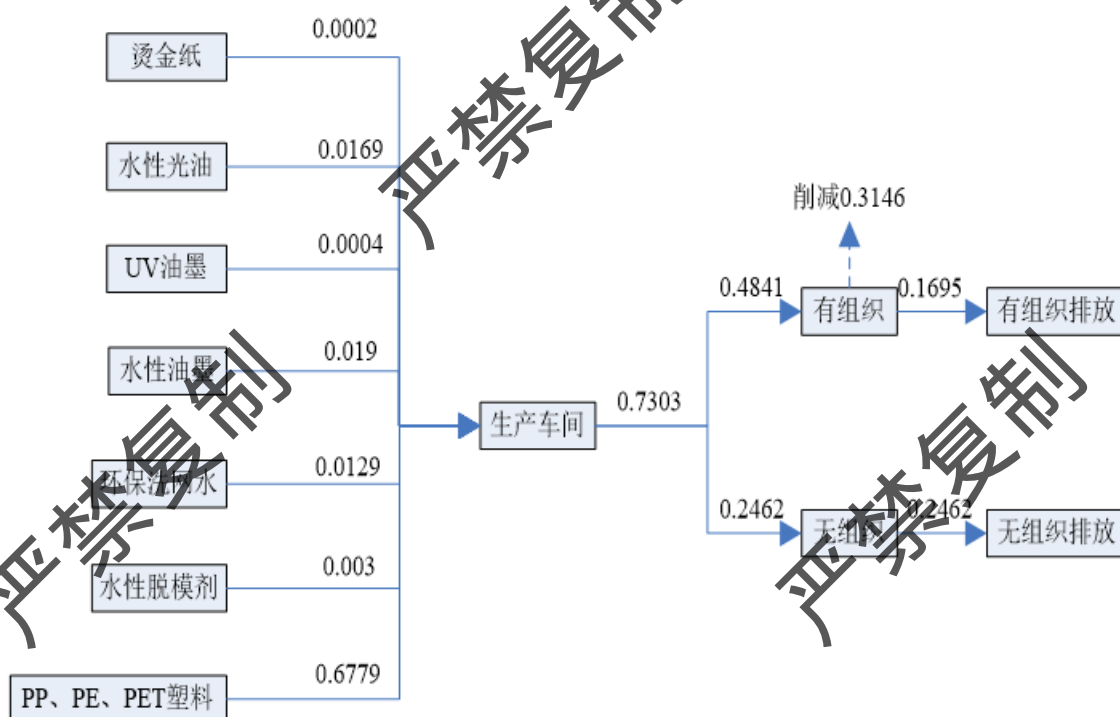 0.0002
烫金纸
0.0169
水性光油
0.0004
UV油墨
0.019
水性油墨
0.0129
环保洗网水
0.003
水性脱模剂
0.6779
PP、PE、PET塑料
生产车间
0.7303
削减0.3146
0.4841
有组织
0.1695
有组织排放
0.2462
无组织
0.2462
无组织排放
严禁复制
严禁复制
严禁复制